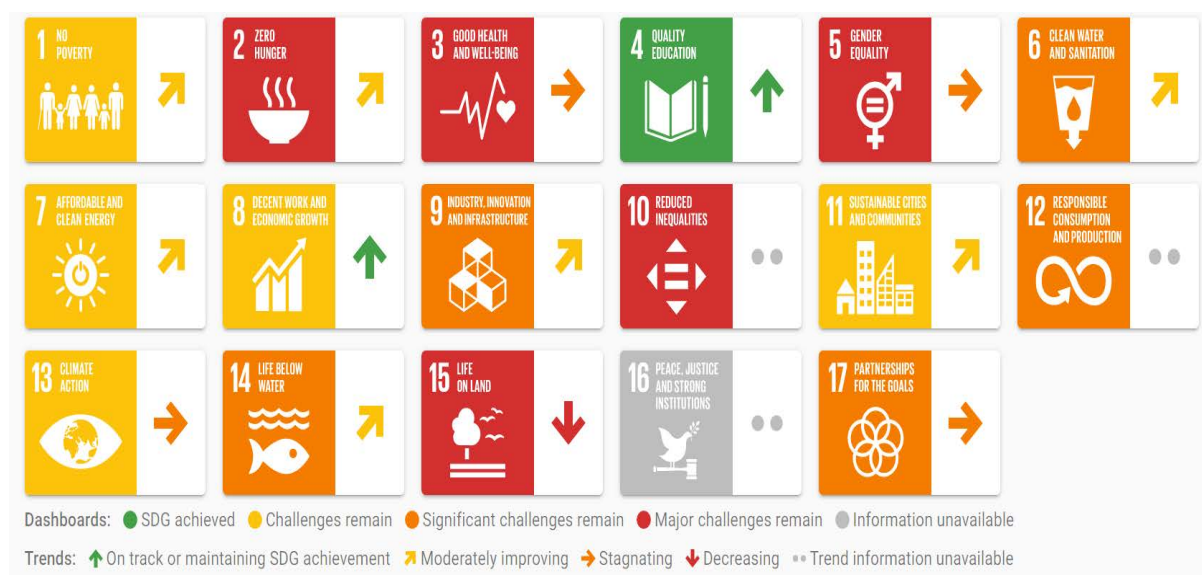 1 NO
POVERTY
2 ZERO
HUNGER
3 GOOD HEALTH
AND WELL-BEING
4 QUALITY
EDUCATION
5 GENDER
EQUALITY
6 CLEAN WATER
AND SANITATION
7 AFFORDABLE AND
CLEAN ENERGY
8 DECENT WORK AND
ECONOMIC GROWTH
9 INDUSTRY, INNOVATION
AND INFRASTRUCTURE
10 REDUCED
INEQUALITIES
11 SUSTAINABLE CITIES
AND COMMUNITIES
12 RESPONSIBLE
CONSUMPTION
AND PRODUCTION
13 CLIMATE
ACTION
14 LIFE BELOW
WATER
15 LIFE
ON LAND
16 PEACE, JUSTICE
AND STRONG
INSTITUTIONS
17 PARTNERSHIPS
FOR THE GOALS
Dashboards: SDG achieved Challenges remain Significant challenges remain Major challenges remain Information unavailable
Trends: On track or maintaining SDG achievement Moderately improving Stagnating Decreasing Trend information unavailable